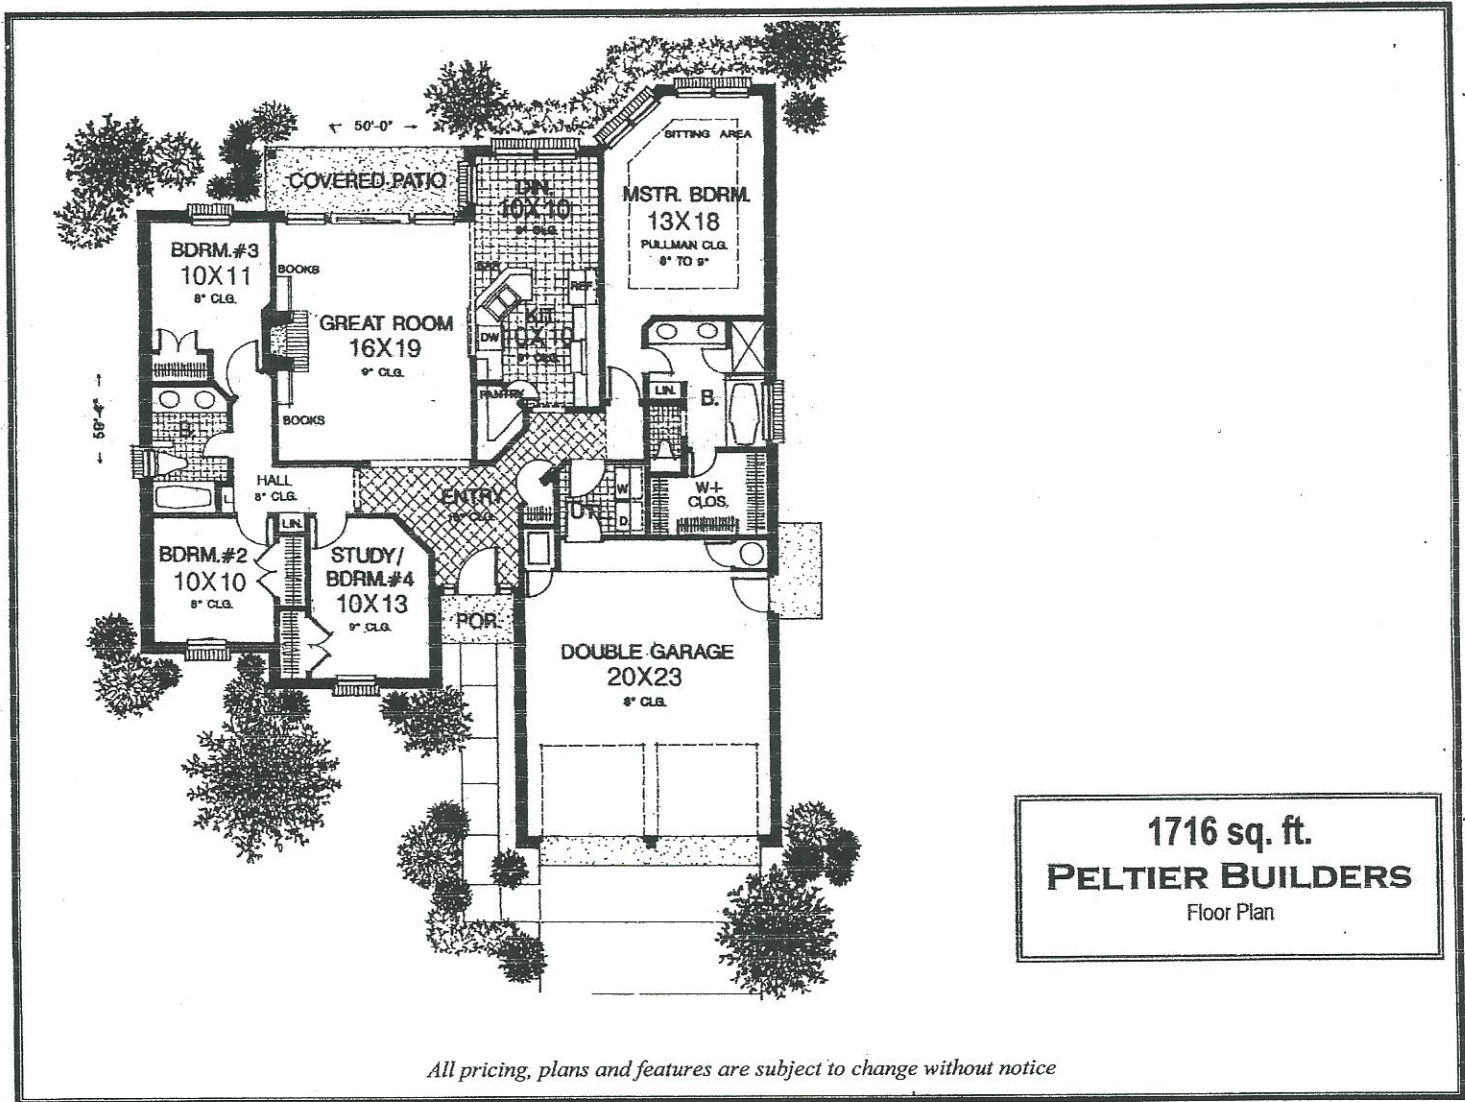 50'-0"
SITTING AREA
COVERED PATIO
DIN.
10X10
9" CLG.
MSTR. BDRM.
13X18
PULLMAN CLG.
8" TO 9"
BDRM.#3
10X11
8" CLG.
BOOKS
BAR
REF.
GREAT ROOM
16X19
9" CLG.
KIT.
10X10
9" CLG.
DW
LIN.
B.
PANTRY
BOOKS
B.
HALL
8" CLG.
ENTRY
W
W-I
CLOS.
UT.
D.
LIN.
BDRM.#2
10X10
8" CLG.
STUDY/
BDRM.#4
10X13
9" CLG.
POR.
DOUBLE GARAGE
20X23
8" CLG.
1716 sq. ft.
PELTIER BUILDERS
Floor Plan
All pricing, plans and features are subject to change without notice